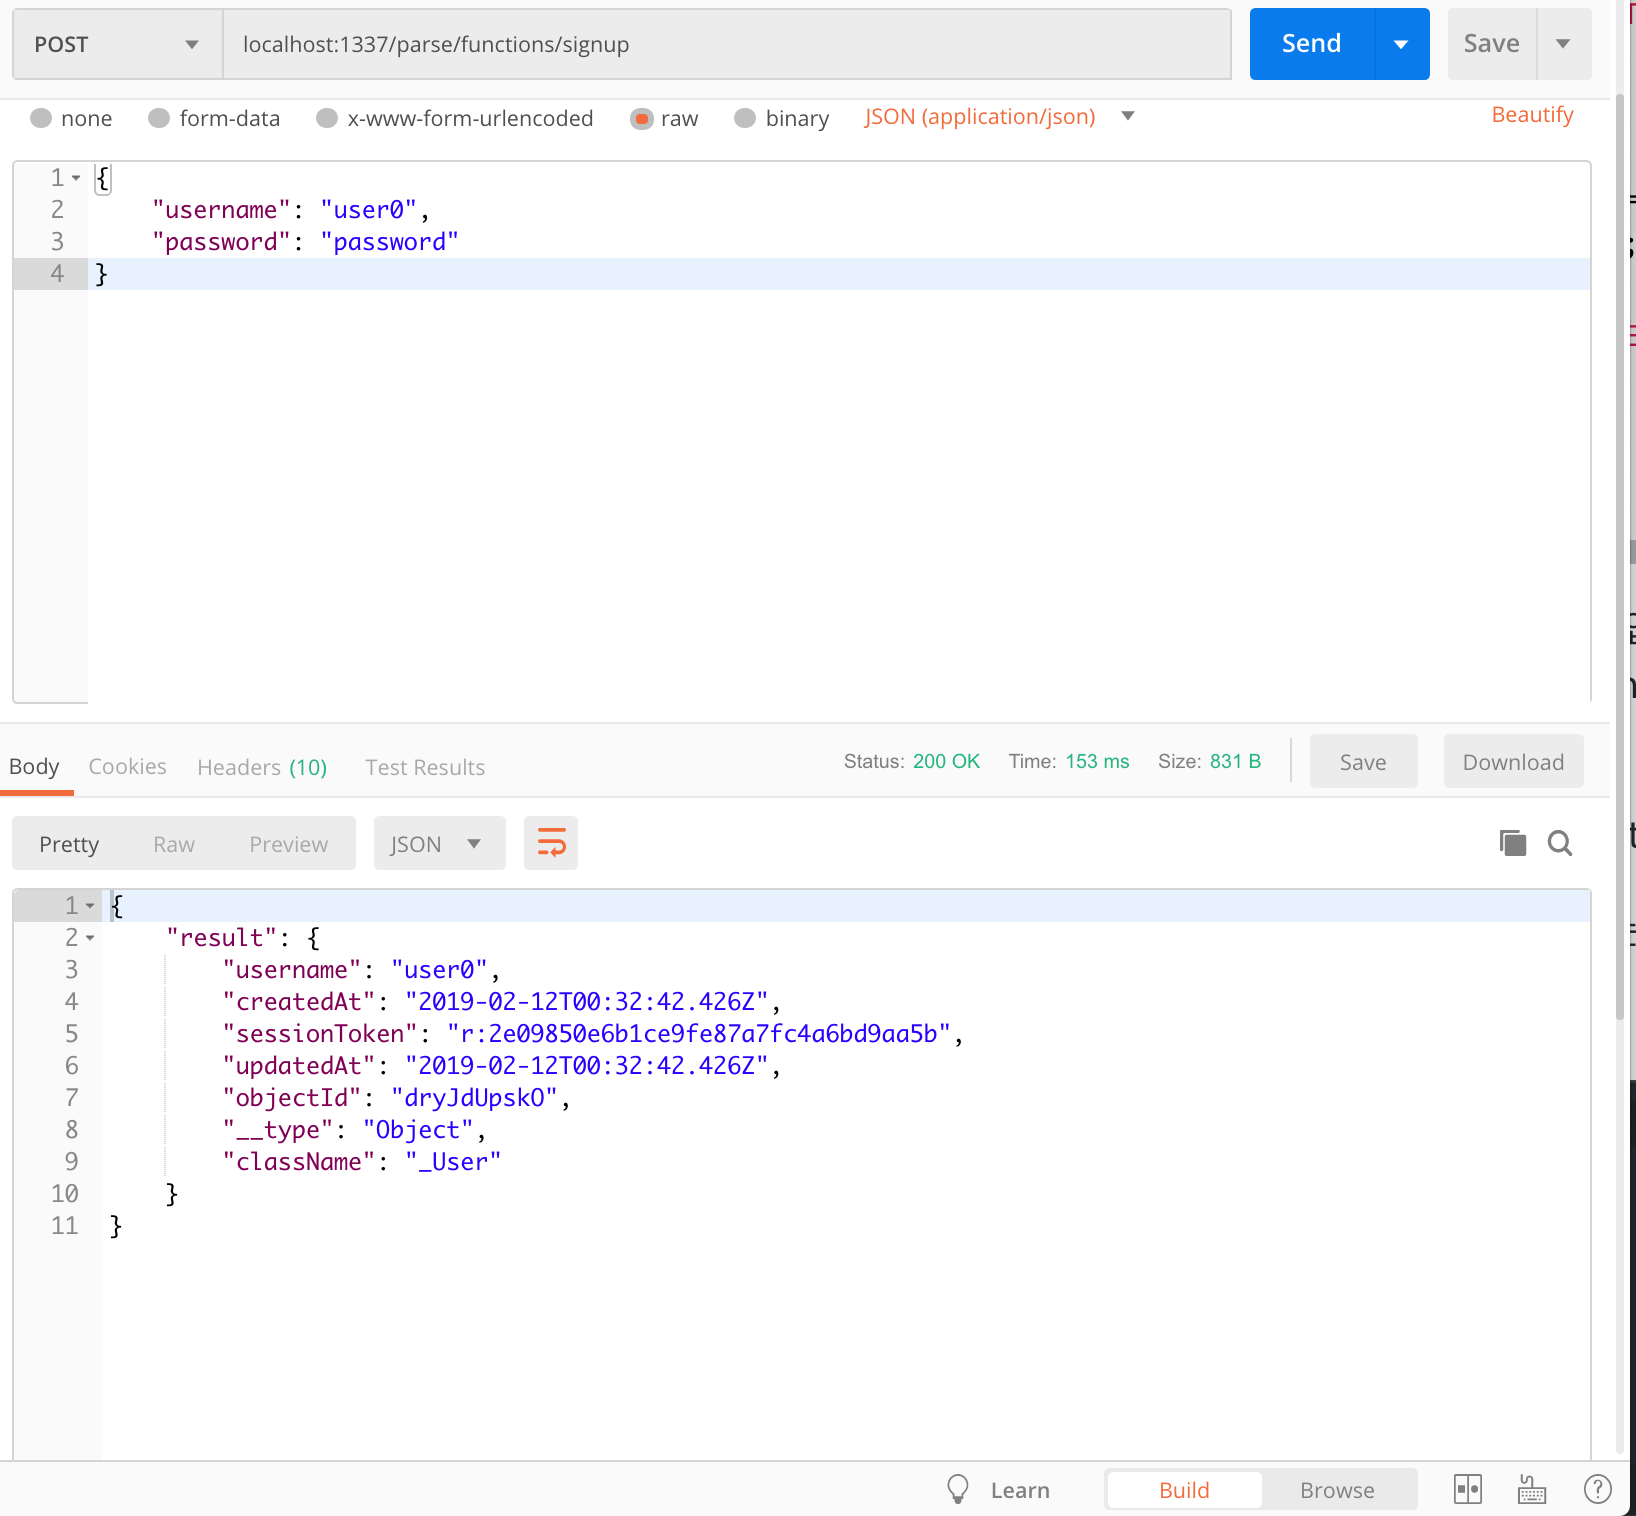 POST localhost:1337/parse/functions/signup Send Save
none form-data x-www-form-urlencoded raw binary JSON (application/json) Beautify
1 {
2 "username": "user0",
3 "password": "password"
4 }
Body Cookies Headers (10) Test Results Status: 200 OK Time: 153 ms Size: 831 B Save Download
Pretty Raw Preview JSON
1 {
2 "result": {
3 "username": "user0",
4 "createdAt": "2019-02-12T00:32:42.426Z",
5 "sessionToken": "r:2e09850e6b1ce9fe87a7fc4a6bd9aa5b",
6 "updatedAt": "2019-02-12T00:32:42.426Z",
7 "objectId": "dryJdUpskO",
8 "__type": "Object",
9 "className": "_User"
10 }
11 }
Learn Build Browse